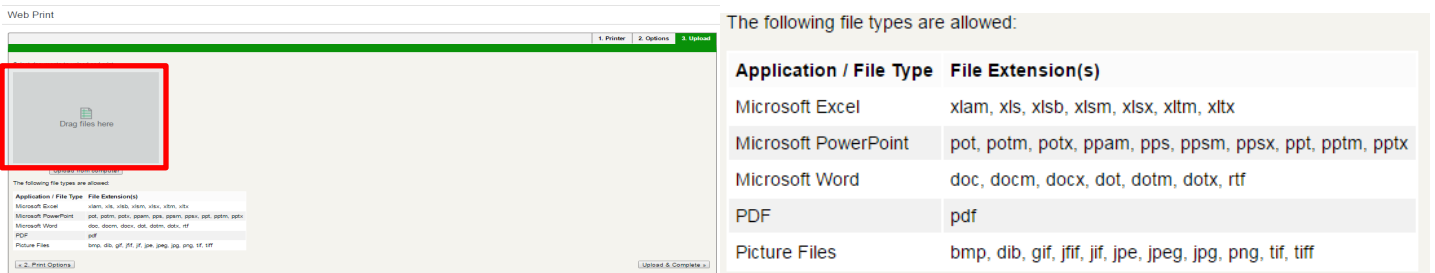 Web Print
1. Printer 2. Options 3. Upload
Drag files here
Upload from computer
The following file types are allowed:
Application / File Type File Extension(s)
Microsoft Excel xlam, xls, xlsb, xlsm, xlsx, xltm, xltx
Microsoft PowerPoint pot, potm, potx, ppam, pps, ppsm, ppsx, ppt, pptm, pptx
Microsoft Word doc, docm, docx, dot, dotm, dotx, rtf
PDF pdf
Picture Files bmp, dib, gif, jfif, jif, jpe, jpeg, jpg, png, tif, tiff
« 2. Print Options Upload & Complete »
The following file types are allowed:
Application / File Type File Extension(s)
Microsoft Excel xlam, xls, xlsb, xlsm, xlsx, xltm, xltx
Microsoft PowerPoint pot, potm, potx, ppam, pps, ppsm, ppsx, ppt, pptm, pptx
Microsoft Word doc, docm, docx, dot, dotm, dotx, rtf
PDF pdf
Picture Files bmp, dib, gif, jfif, jif, jpe, jpeg, jpg, png, tif, tiff